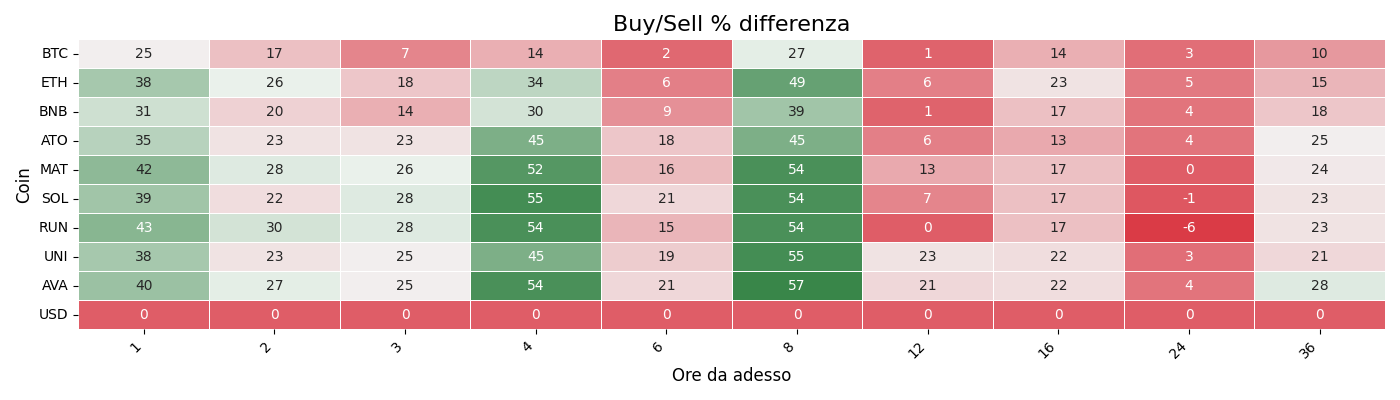 Buy/Sell % differenza
Coin
BTC 25 17 7 14 2 27 1 14 3 10
ETH 38 26 18 34 6 49 6 23 5 15
BNB 31 20 14 30 9 39 1 17 4 18
ATO 35 23 23 45 18 45 6 13 4 25
MAT 42 28 26 52 16 54 13 17 0 24
SOL 39 22 28 55 21 54 7 17 -1 23
RUN 43 30 28 54 15 54 0 17 -6 23
UNI 38 23 25 45 19 55 23 22 3 21
AVA 40 27 25 54 21 57 21 22 4 28
USD 0 0 0 0 0 0 0 0 0 0
1 2 3 4 6 8 12 16 24 36
Ore da adesso